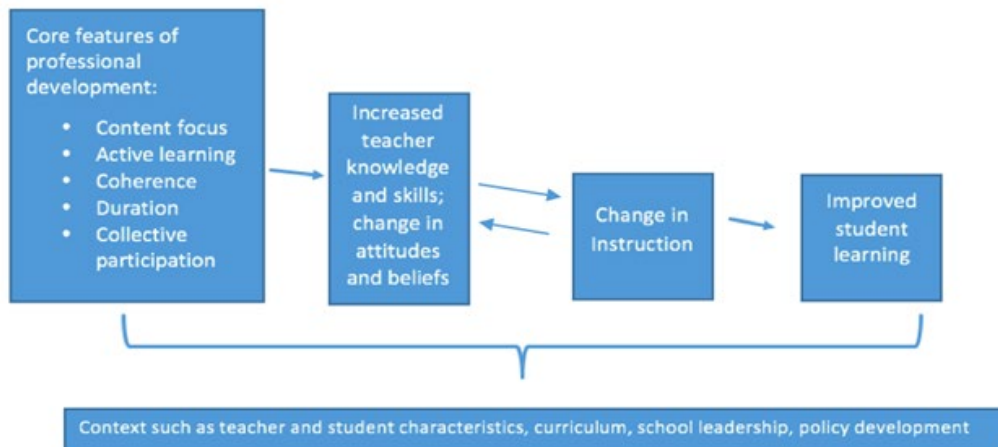 Core features of
professional
development:
• Content focus
• Active learning
• Coherence
• Duration
• Collective
participation
Increased
teacher
knowledge
and skills;
change in
attitudes
and beliefs
Change in
Instruction
Improved
student
learning
Context such as teacher and student characteristics, curriculum, school leadership, policy development